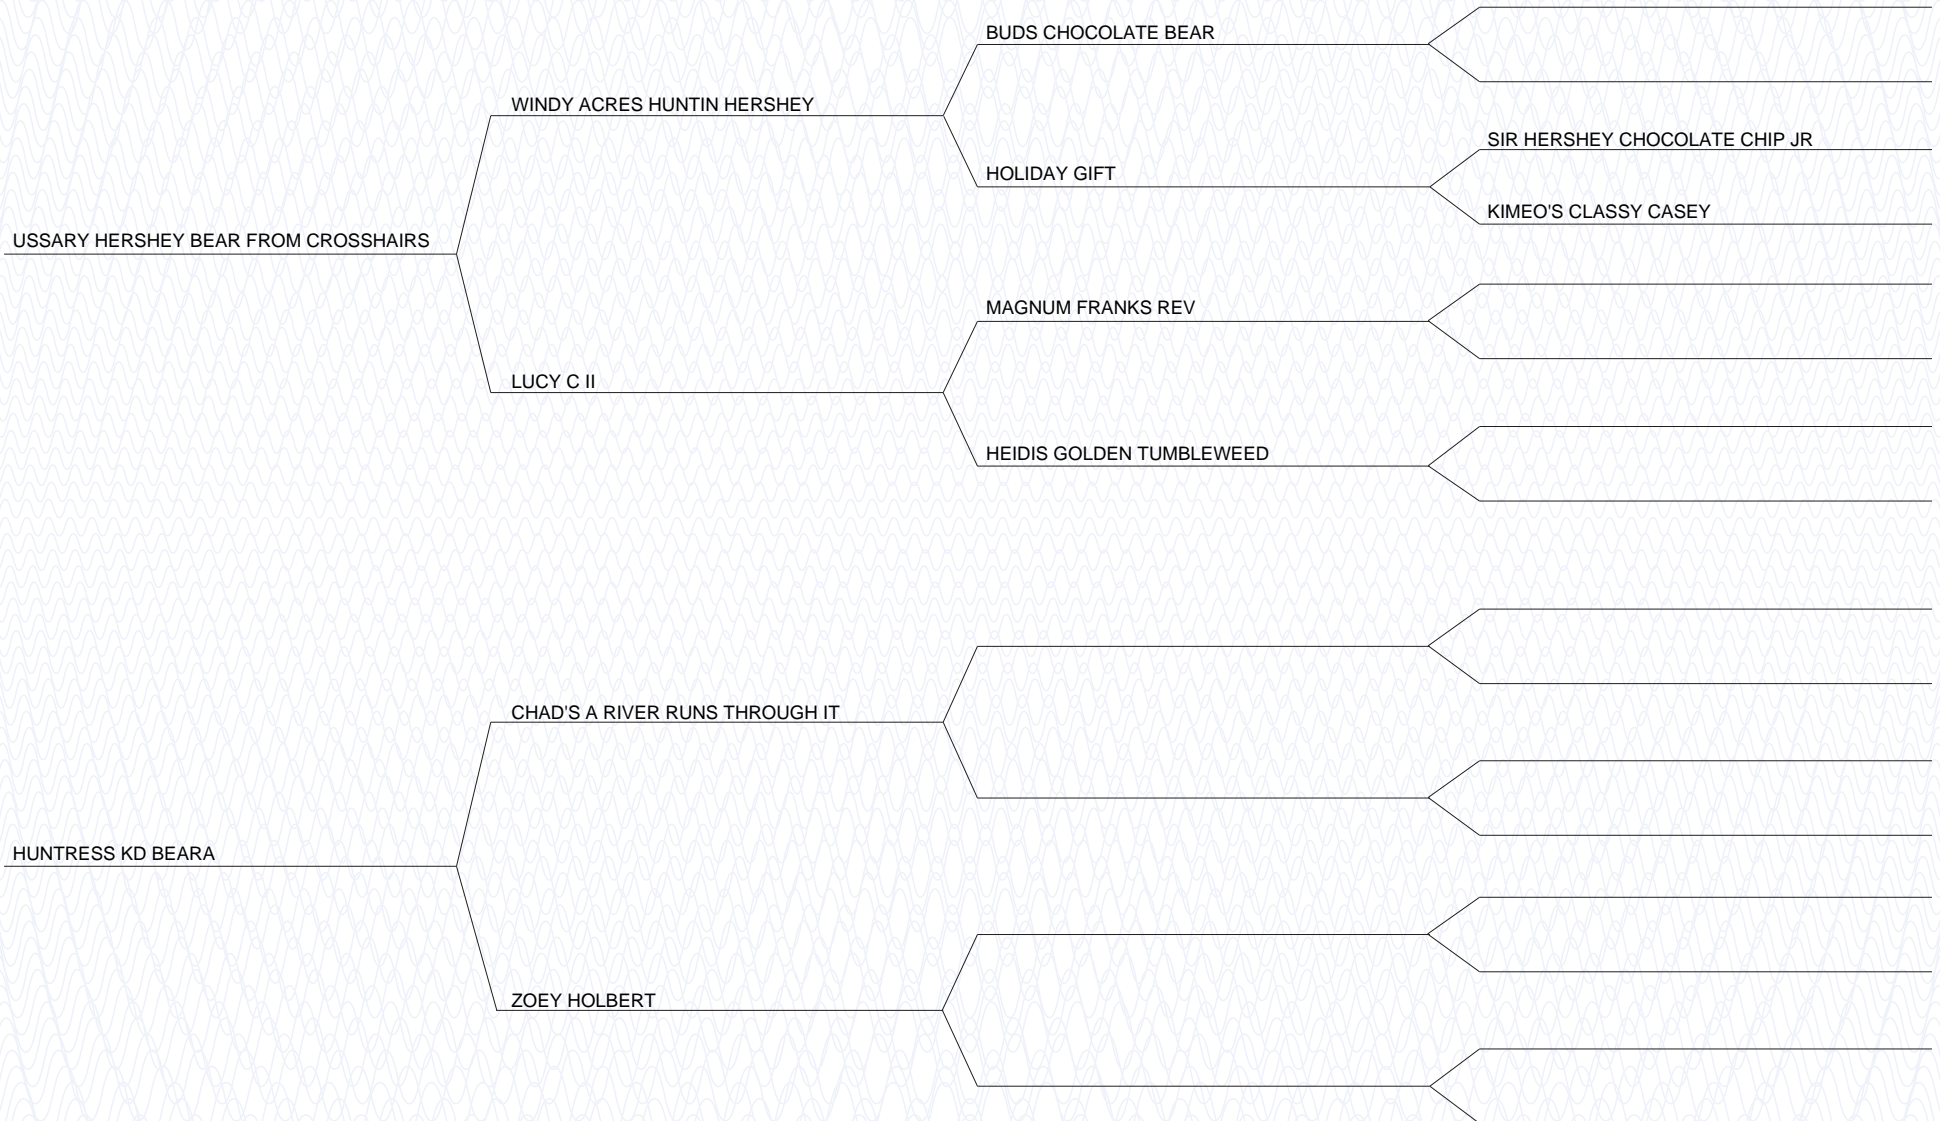 BUDS CHOCOLATE BEAR
WINDY ACRES HUNTIN HERSHEY
SIR HERSHEY CHOCOLATE CHIP JR
HOLIDAY GIFT
KIMEO'S CLASSY CASEY
USSARY HERSHEY BEAR FROM CROSSHAIRS
MAGNUM FRANKS REV
LUCY C II
HEIDIS GOLDEN TUMBLEWEED
CHAD'S A RIVER RUNS THROUGH IT
HUNTRESS KD BEARA
ZOEY HOLBERT